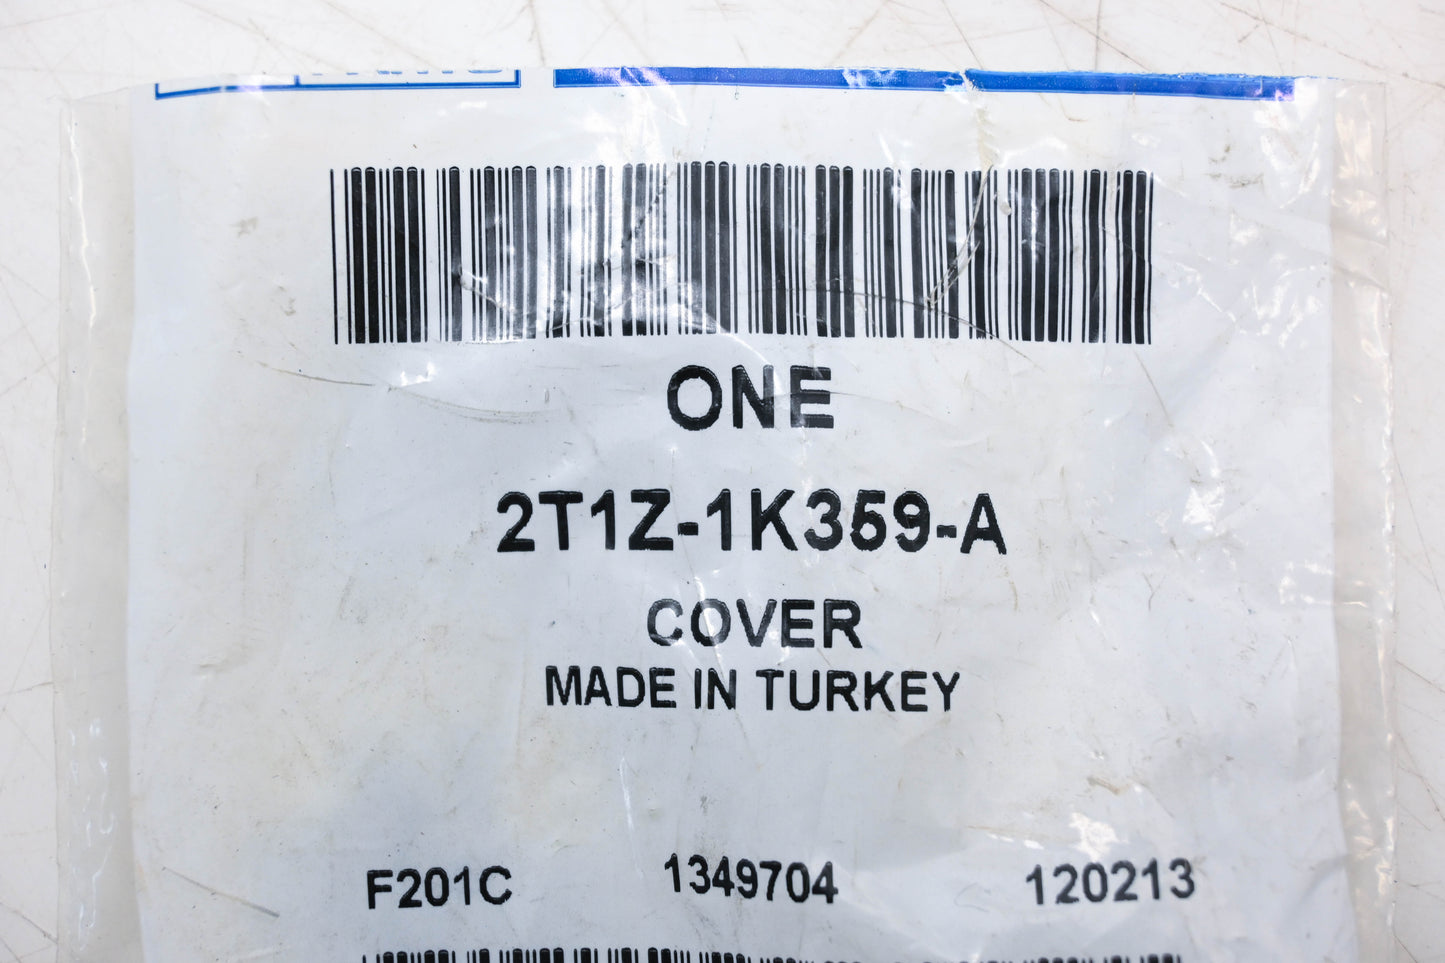 ONE
2T1Z-1K359-A
COVER
MADE IN TURKEY
F201C 1349704 120213